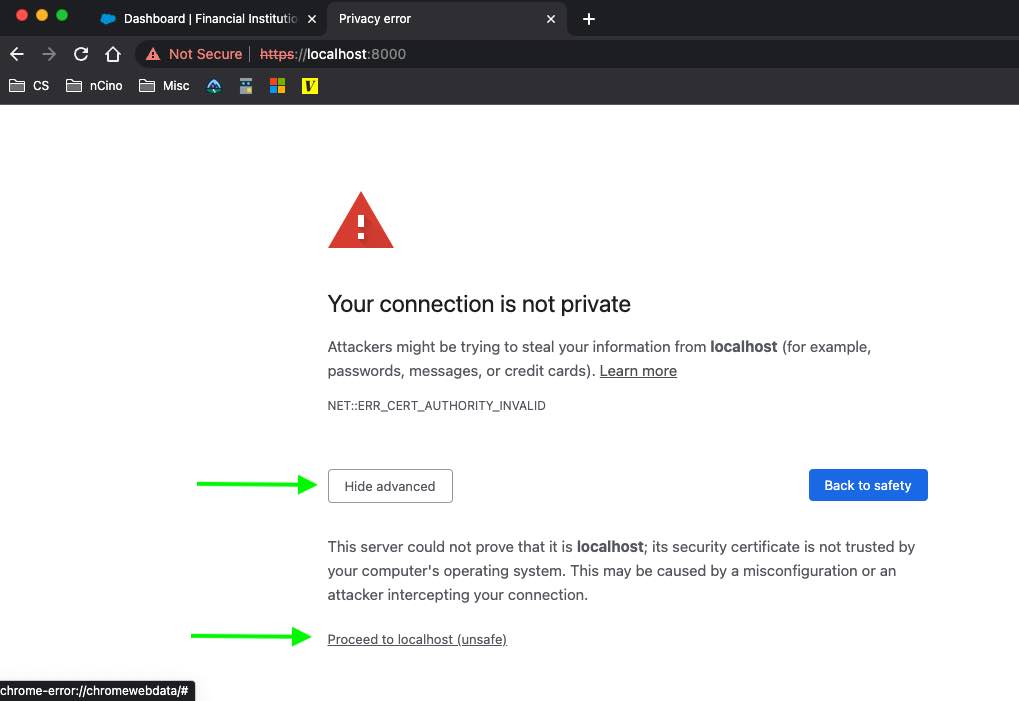 Dashboard | Financial Institutio
Privacy error
Not Secure | https://localhost:8000
CS nCino Misc V
Your connection is not private
Attackers might be trying to steal your information from localhost (for example,
passwords, messages, or credit cards). Learn more
NET::ERR_CERT_AUTHORITY_INVALID
Hide advanced
Back to safety
This server could not prove that it is localhost; its security certificate is not trusted by
your computer's operating system. This may be caused by a misconfiguration or an
attacker intercepting your connection.
Proceed to localhost (unsafe)
chrome-error://chromewebdata/#